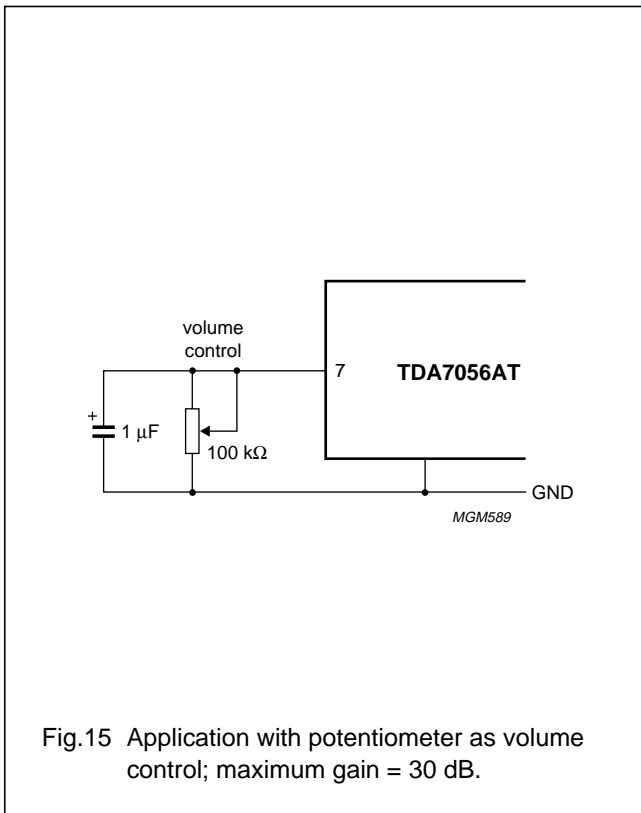 volume
control
7
TDA7056AT
+
1 μF
100 kΩ
GND
MGM589
Fig.15 Application with potentiometer as volume
control; maximum gain = 30 dB.